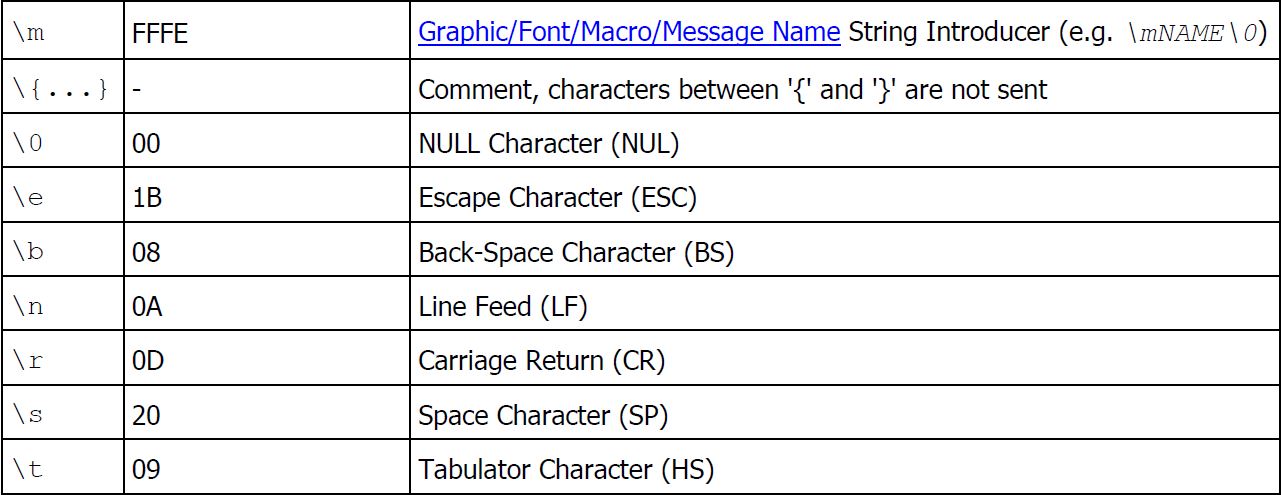 \m FFFE Graphic/Font/Macro/Message Name String Introducer (e.g. \mNAME\0)
\{...} - Comment, characters between '{' and '}' are not sent
\0 00 NULL Character (NUL)
\e 1B Escape Character (ESC)
\b 08 Back-Space Character (BS)
\n 0A Line Feed (LF)
\r 0D Carriage Return (CR)
\s 20 Space Character (SP)
\t 09 Tabulator Character (HS)